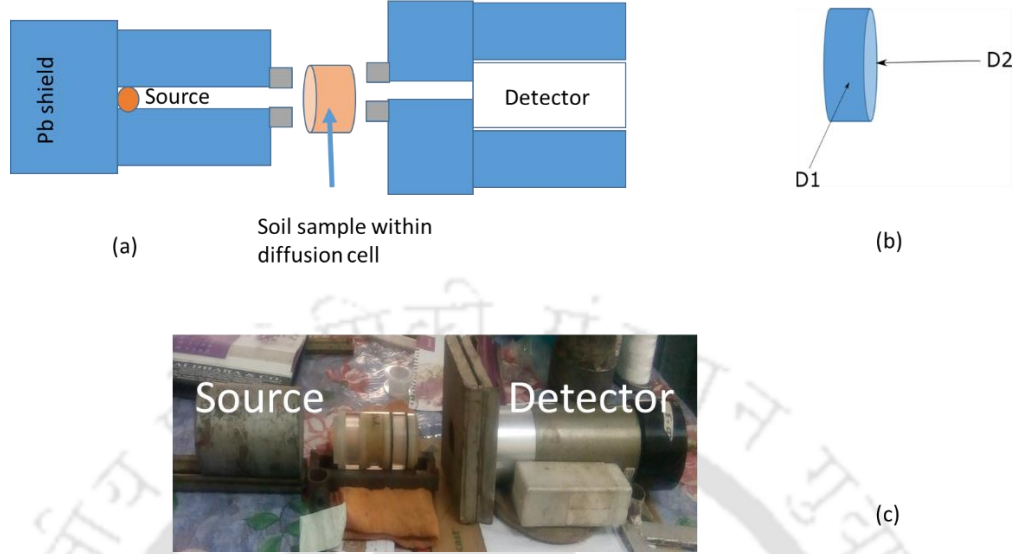 Pb shield
Source
Detector
Soil sample within
diffusion cell
(a)
D1
D2
(b)
Source
Detector
(c)